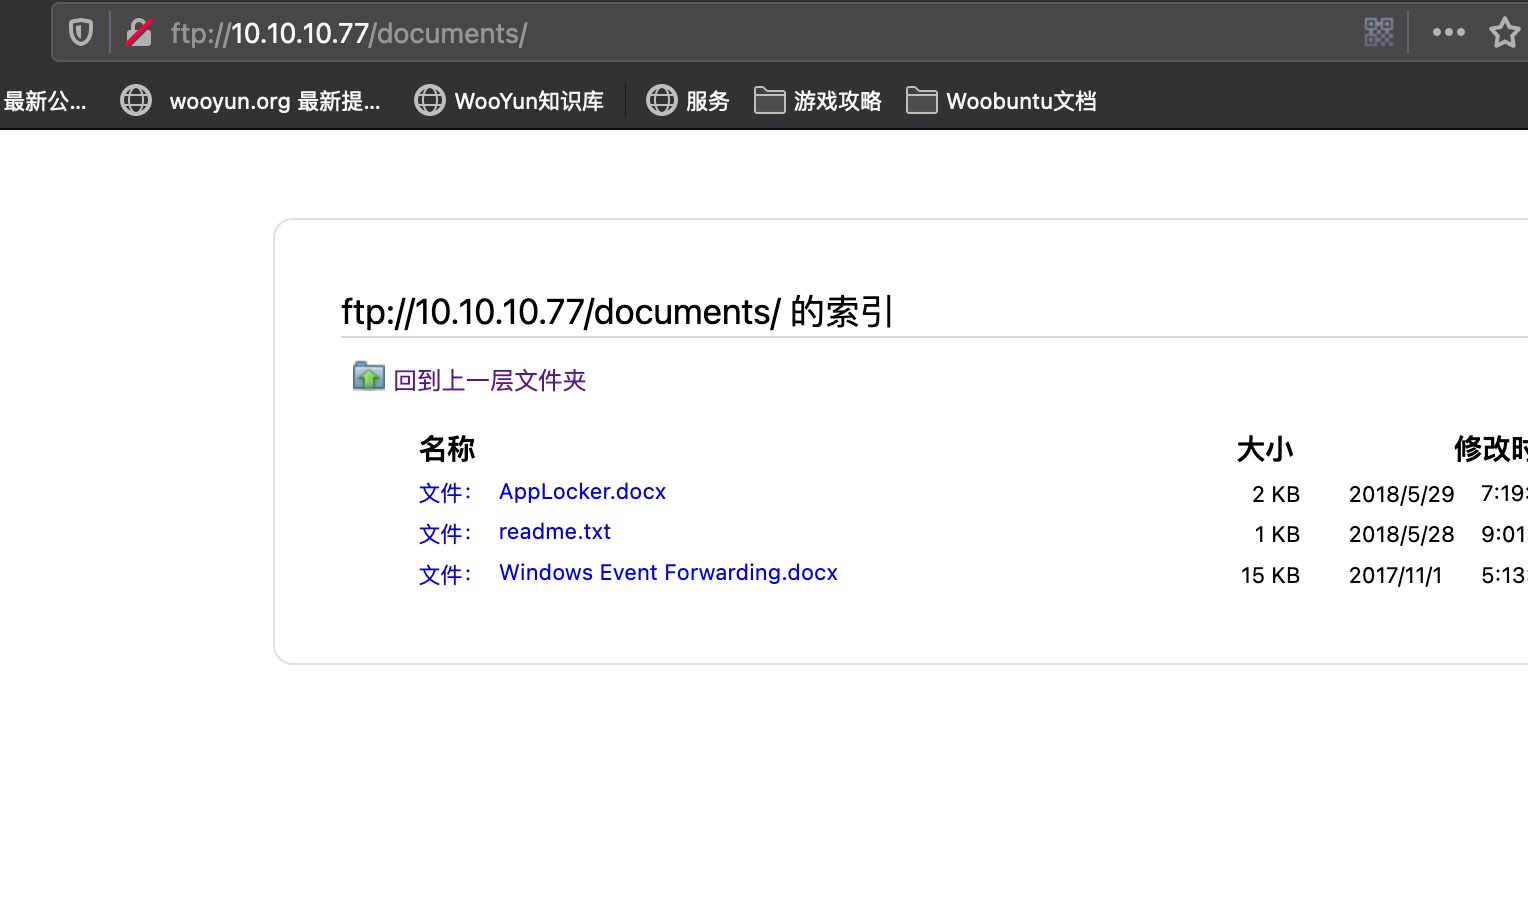 ftp://10.10.10.77/documents/
最新公... wooyun.org 最新提... WooYun知识库 服务 游戏攻略 Woobuntu文档
ftp://10.10.10.77/documents/ 的索引
回到上一层文件夹
名称 大小 修改时
文件： AppLocker.docx 2 KB 2018/5/29 7:19:
文件： readme.txt 1 KB 2018/5/28 9:01:
文件： Windows Event Forwarding.docx 15 KB 2017/11/1 5:13: